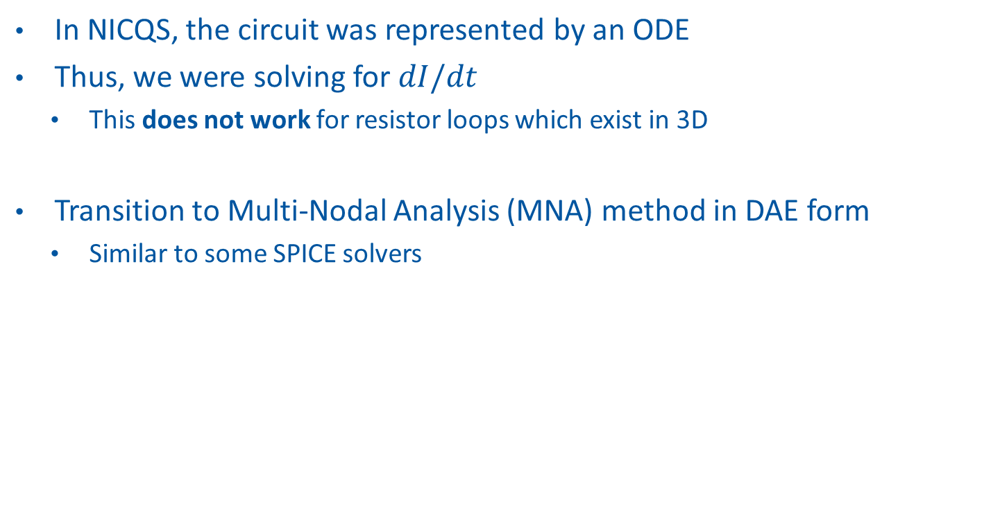 • In NICQS, the circuit was represented by an ODE
• Thus, we were solving for dI/dt
• This does not work for resistor loops which exist in 3D
• Transition to Multi-Nodal Analysis (MNA) method in DAE form
• Similar to some SPICE solvers